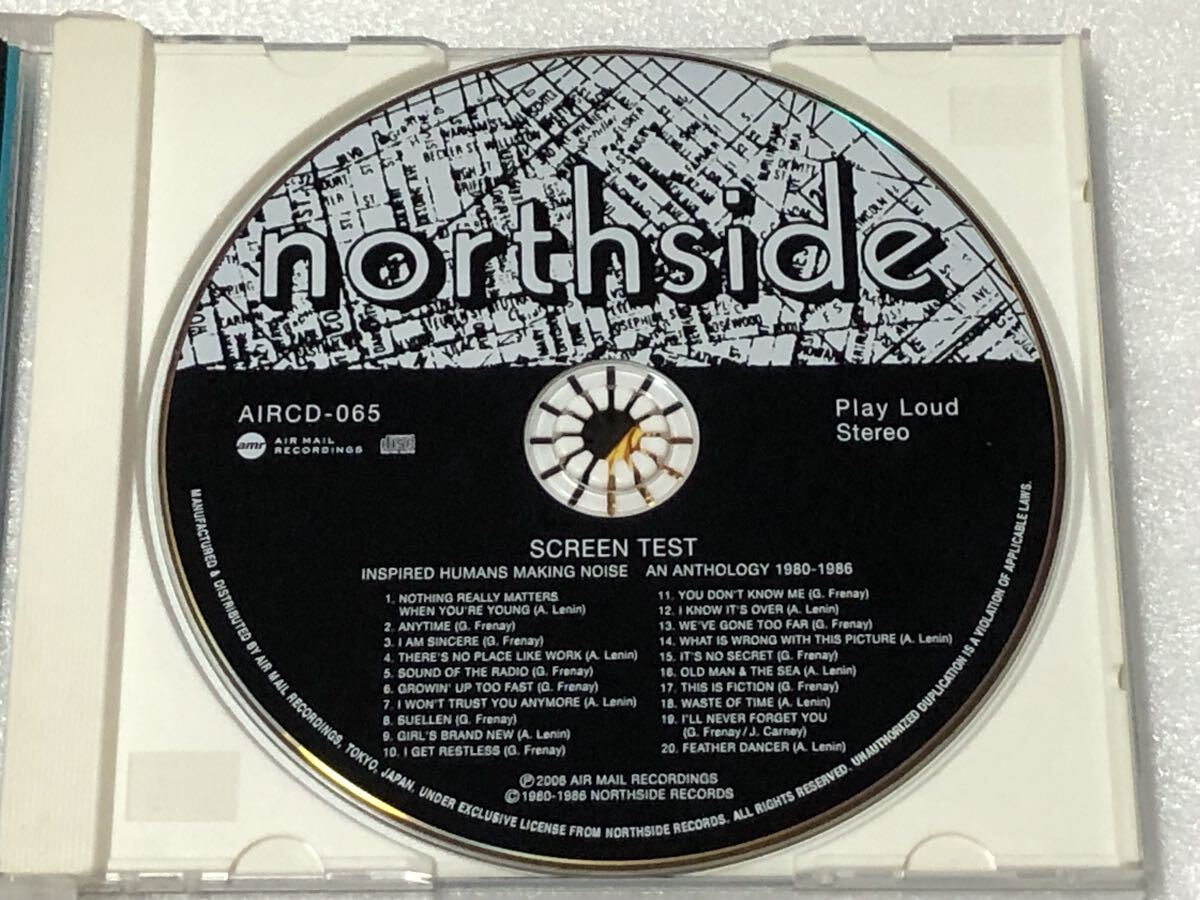 northside
AIRCD-065
amr AIR MAIL
RECORDINGS
disc
Play Loud
Stereo
SCREEN TEST
INSPIRED HUMANS MAKING NOISE AN ANTHOLOGY 1980-1986
1. NOTHING REALLY MATTERS
WHEN YOU'RE YOUNG (A. Lenin)
2. ANYTIME (G. Frenay)
3. I AM SINCERE (G. Frenay)
4. THERE'S NO PLACE LIKE WORK (A. Lenin)
5. SOUND OF THE RADIO (G. Frenay)
6. GROWIN' UP TOO FAST (G. Frenay)
7. I WON'T TRUST YOU ANYMORE (A. Lenin)
8. SUELLEN (G. Frenay)
9. GIRL'S BRAND NEW (A. Lenin)
10. I GET RESTLESS (G. Frenay)
11. YOU DON'T KNOW ME (G. Frenay)
12. I KNOW IT'S OVER (A. Lenin)
13. WE'VE GONE TOO FAR (G. Frenay)
14. WHAT IS WRONG WITH THIS PICTURE (A. Lenin)
15. IT'S NO SECRET (G. Frenay)
16. OLD MAN & THE SEA (A. Lenin)
17. THIS IS FICTION (G. Frenay)
18. WASTE OF TIME (A. Lenin)
19. I'LL NEVER FORGET YOU
(G. Frenay/J. Carney)
20. FEATHER DANCER (A. Lenin)
℗2006 AIR MAIL RECORDINGS
©1980-1986 NORTHSIDE RECORDS
MANUFACTURED & DISTRIBUTED BY AIR MAIL RECORDINGS, TOKYO, JAPAN. UNDER EXCLUSIVE LICENSE FROM NORTHSIDE RECORDS. ALL RIGHTS RESERVED. UNAUTHORIZED DUPLICATION IS A VIOLATION OF APPLICABLE LAWS.